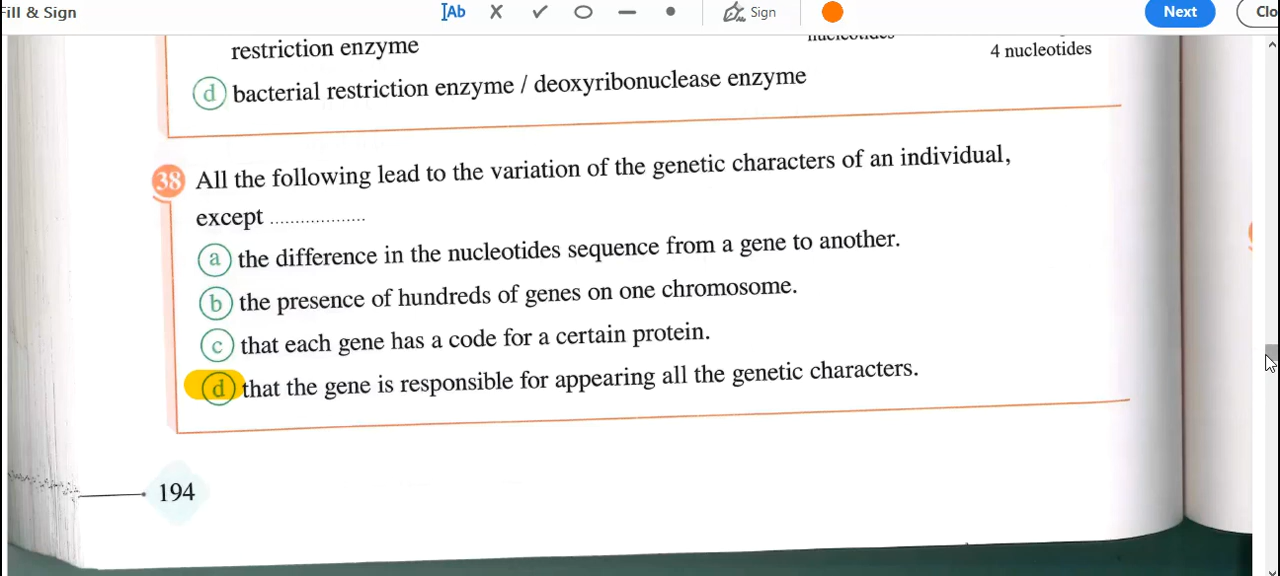 Fill & Sign
Ab
Sign
Next
Clo
restriction enzyme
nucleotides
4 nucleotides
d bacterial restriction enzyme / deoxyribonuclease enzyme
38 All the following lead to the variation of the genetic characters of an individual,
except ...................
a the difference in the nucleotides sequence from a gene to another.
b the presence of hundreds of genes on one chromosome.
c that each gene has a code for a certain protein.
d that the gene is responsible for appearing all the genetic characters.
194